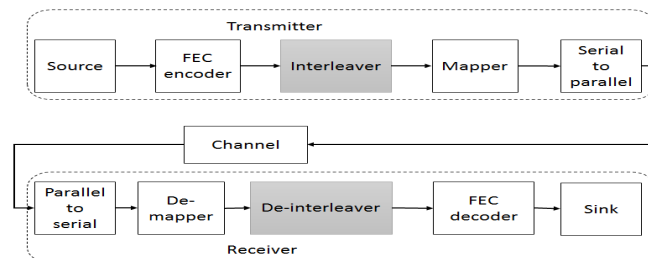 Transmitter
Source
FEC
encoder
Interleaver
Mapper
Serial
to
parallel
Channel
Parallel
to
serial
De-
mapper
De-interleaver
FEC
decoder
Sink
Receiver